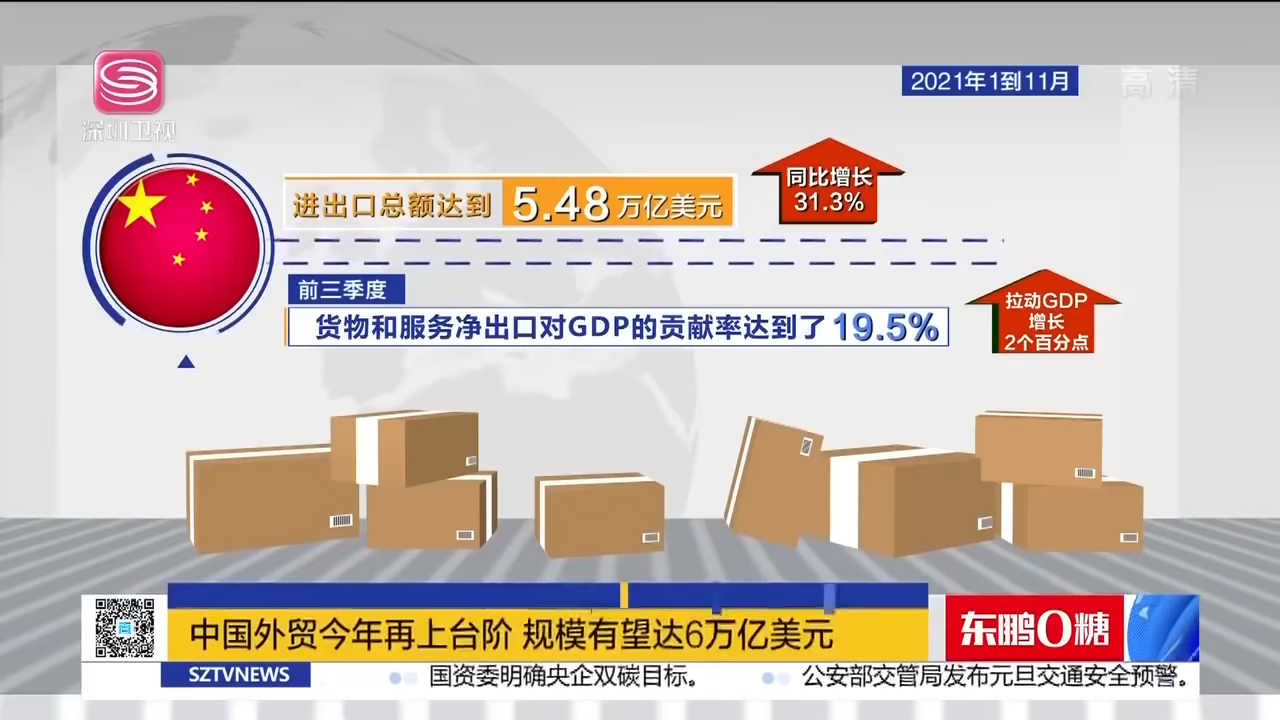 深圳卫视
2021年1到11月
高清
进出口总额达到 5.48万亿美元
同比增长
31.3%
前三季度
货物和服务净出口对GDP的贡献率达到了19.5%
拉动GDP
增长
2个百分点
中国外贸今年再上台阶 规模有望达6万亿美元
东鹏0糖
SZTVNEWS
国资委明确央企双碳目标。
公安部交管局发布元旦交通安全预警。